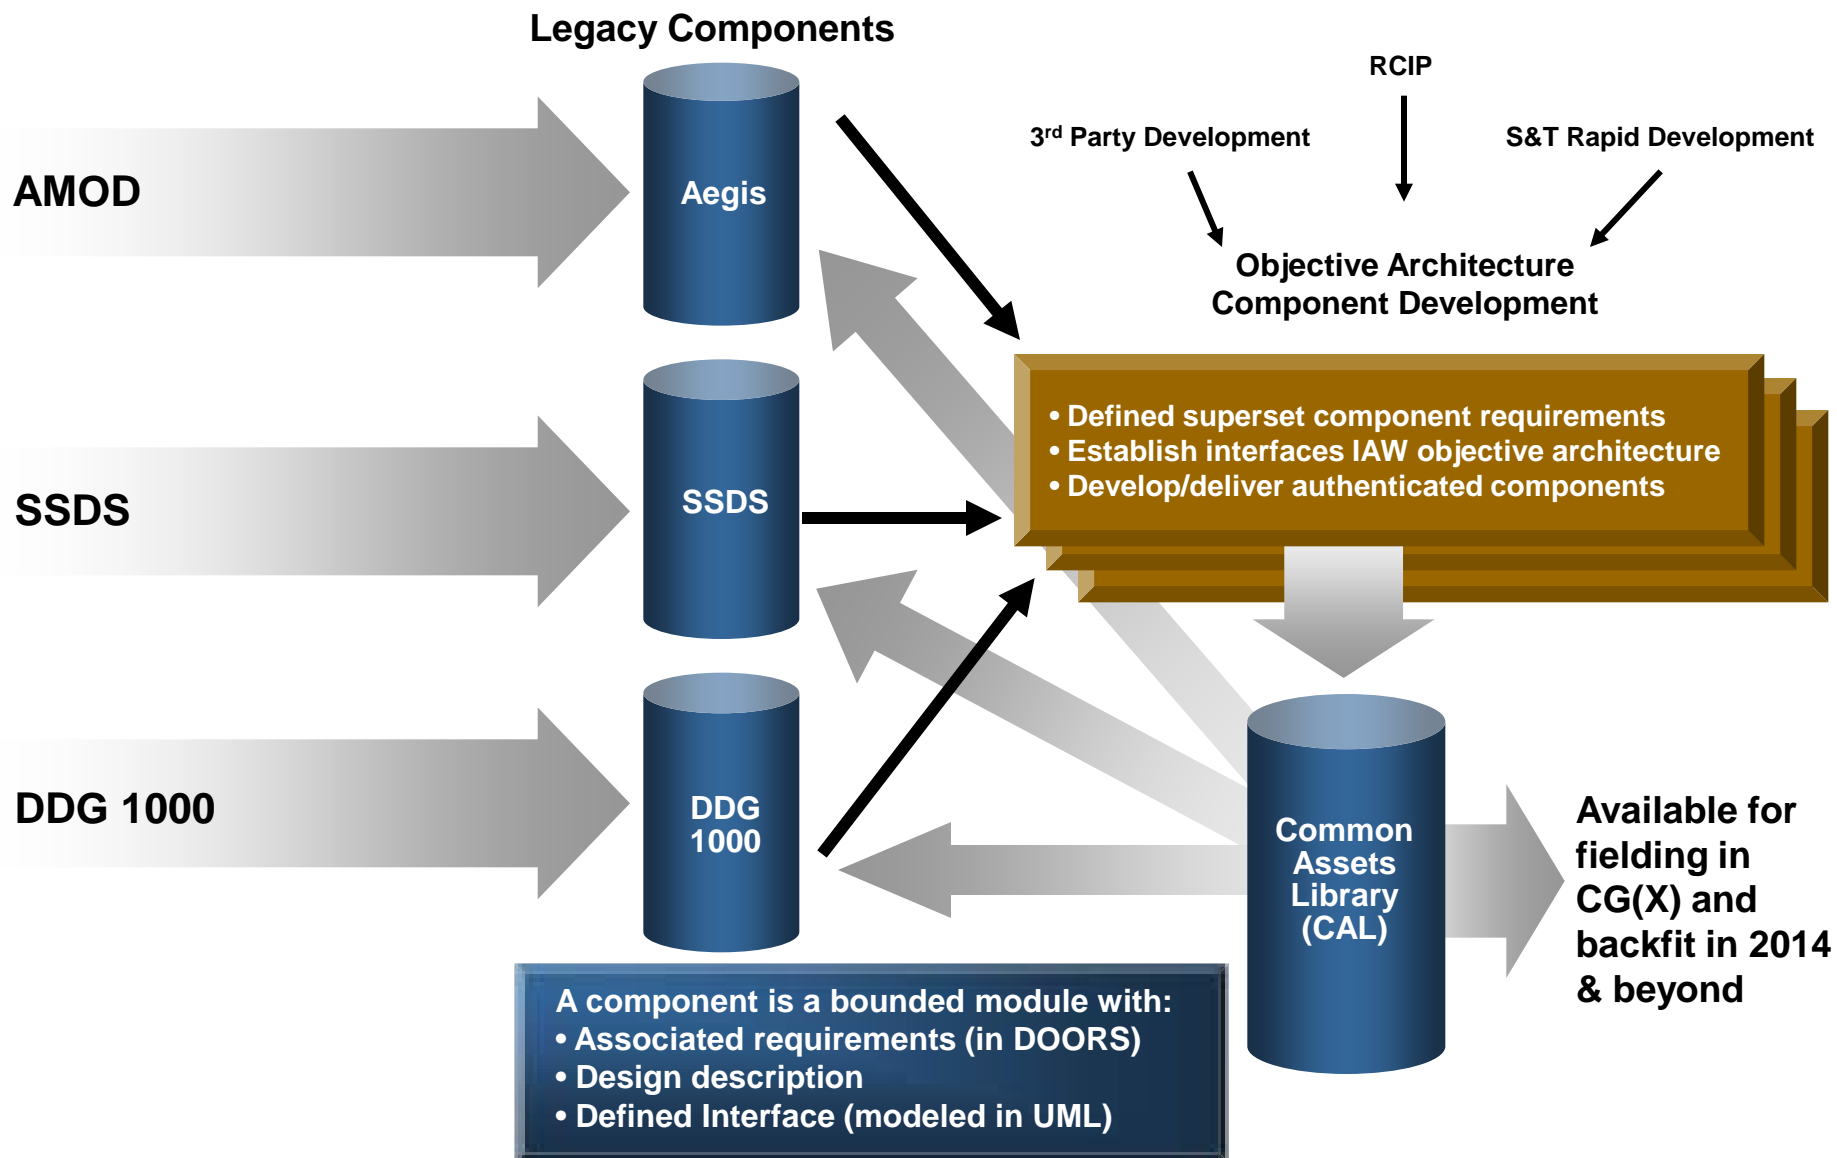 Legacy Components
RCIP
3rd Party Development
S&T Rapid Development
AMOD
Aegis
Objective Architecture
Component Development
• Defined superset component requirements
• Establish interfaces IAW objective architecture
• Develop/deliver authenticated components
SSDS
SSDS
DDG 1000
DDG
1000
Common
Assets
Library
(CAL)
Available for
fielding in
CG(X) and
backfit in 2014
& beyond
A component is a bounded module with:
• Associated requirements (in DOORS)
• Design description
• Defined Interface (modeled in UML)